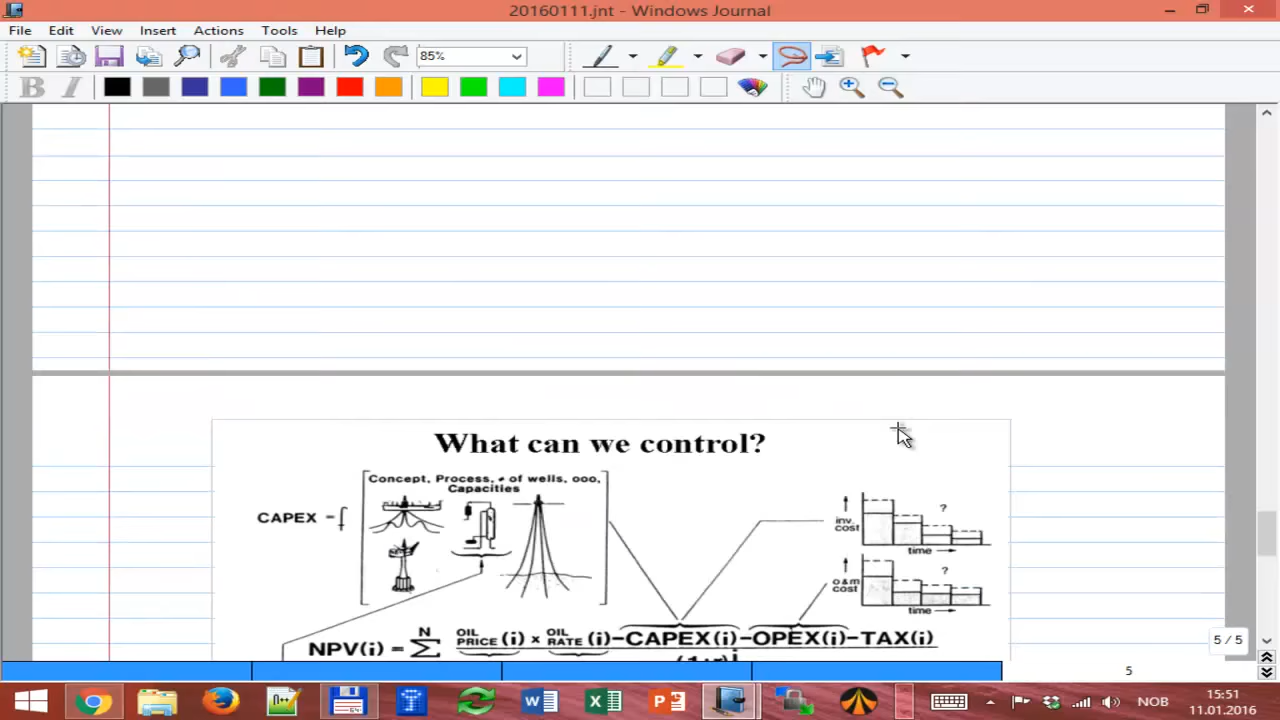 20160111.jnt - Windows Journal
File Edit View Insert Actions Tools Help
85%
B I
What can we control?
Concept, Process, ≠ of wells, ooo,
Capacities
CAPEX = f
inv.
cost
?
time
o&m
cost
?
time
NPV(i) = Σ N OIL PRICE (i) x OIL RATE (i)-CAPEX(i)-OPEX(i)-TAX(i)
5 / 5
5
NOB
15:51
11.01.2016